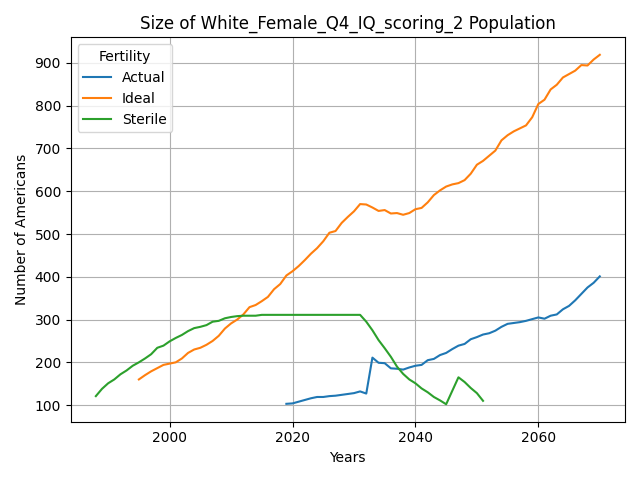 Size of White_Female_Q4_IQ_scoring_2 Population
Fertility
Actual
Ideal
Sterile
Number of Americans
900
800
700
600
500
400
300
200
100
2000
2020
2040
2060
Years